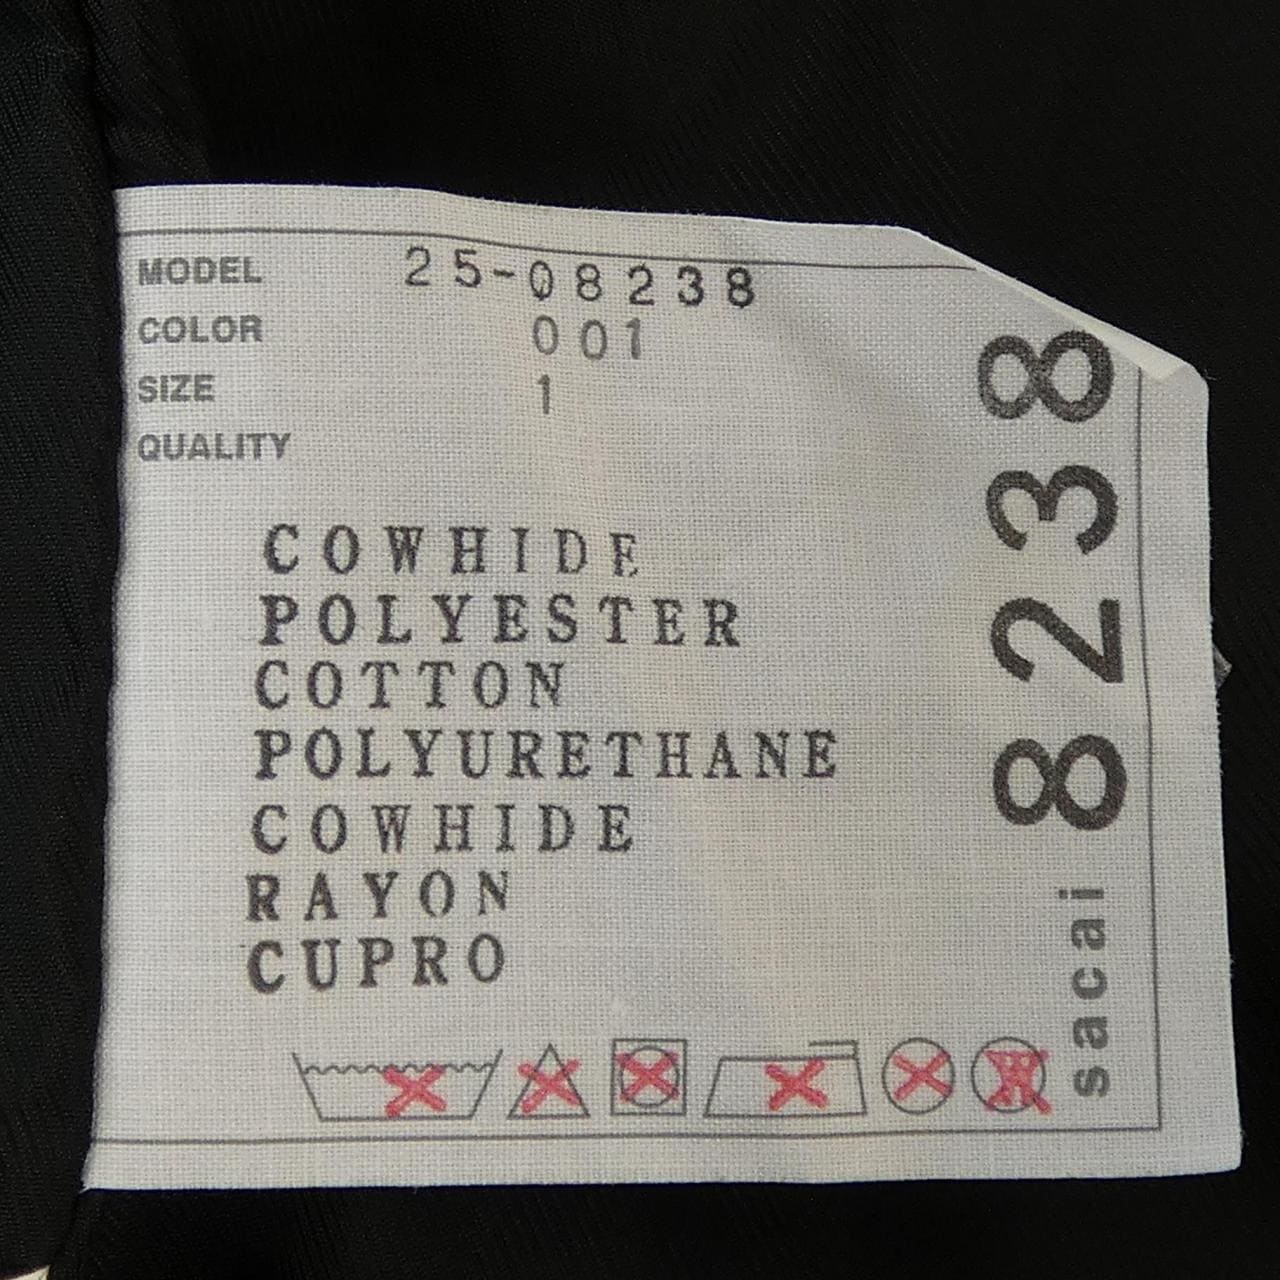 MODEL 25-08238
COLOR 001
SIZE 1
QUALITY
COWHIDE
POLYESTER
COTTON
POLYURETHANE
COWHIDE
RAYON
CUPRO
sacai 8238